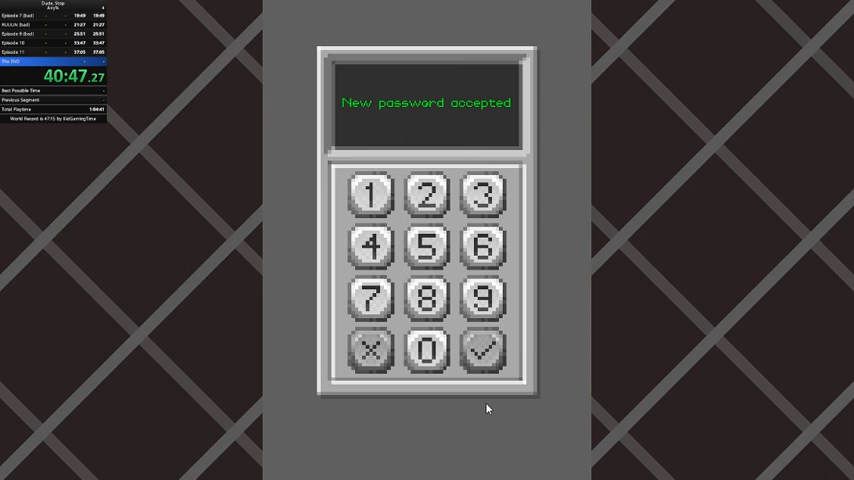 Dude, Stop
Any% 4
Episode 7 (bad) - - 19:49 19:49
RUUUN (bad) - - 21:27 21:27
Episode 9 (bad) - - 25:51 25:51
Episode 10 - - 33:47 33:47
Episode 11 - - 37:05 37:05
The END - -
40:47.27
Best Possible Time -
Previous Segment -
Total Playtime 1:04:41
World Record is 47:15 by KidGamingTime
New password accepted
1 2 3
4 5 6
7 8 9
0